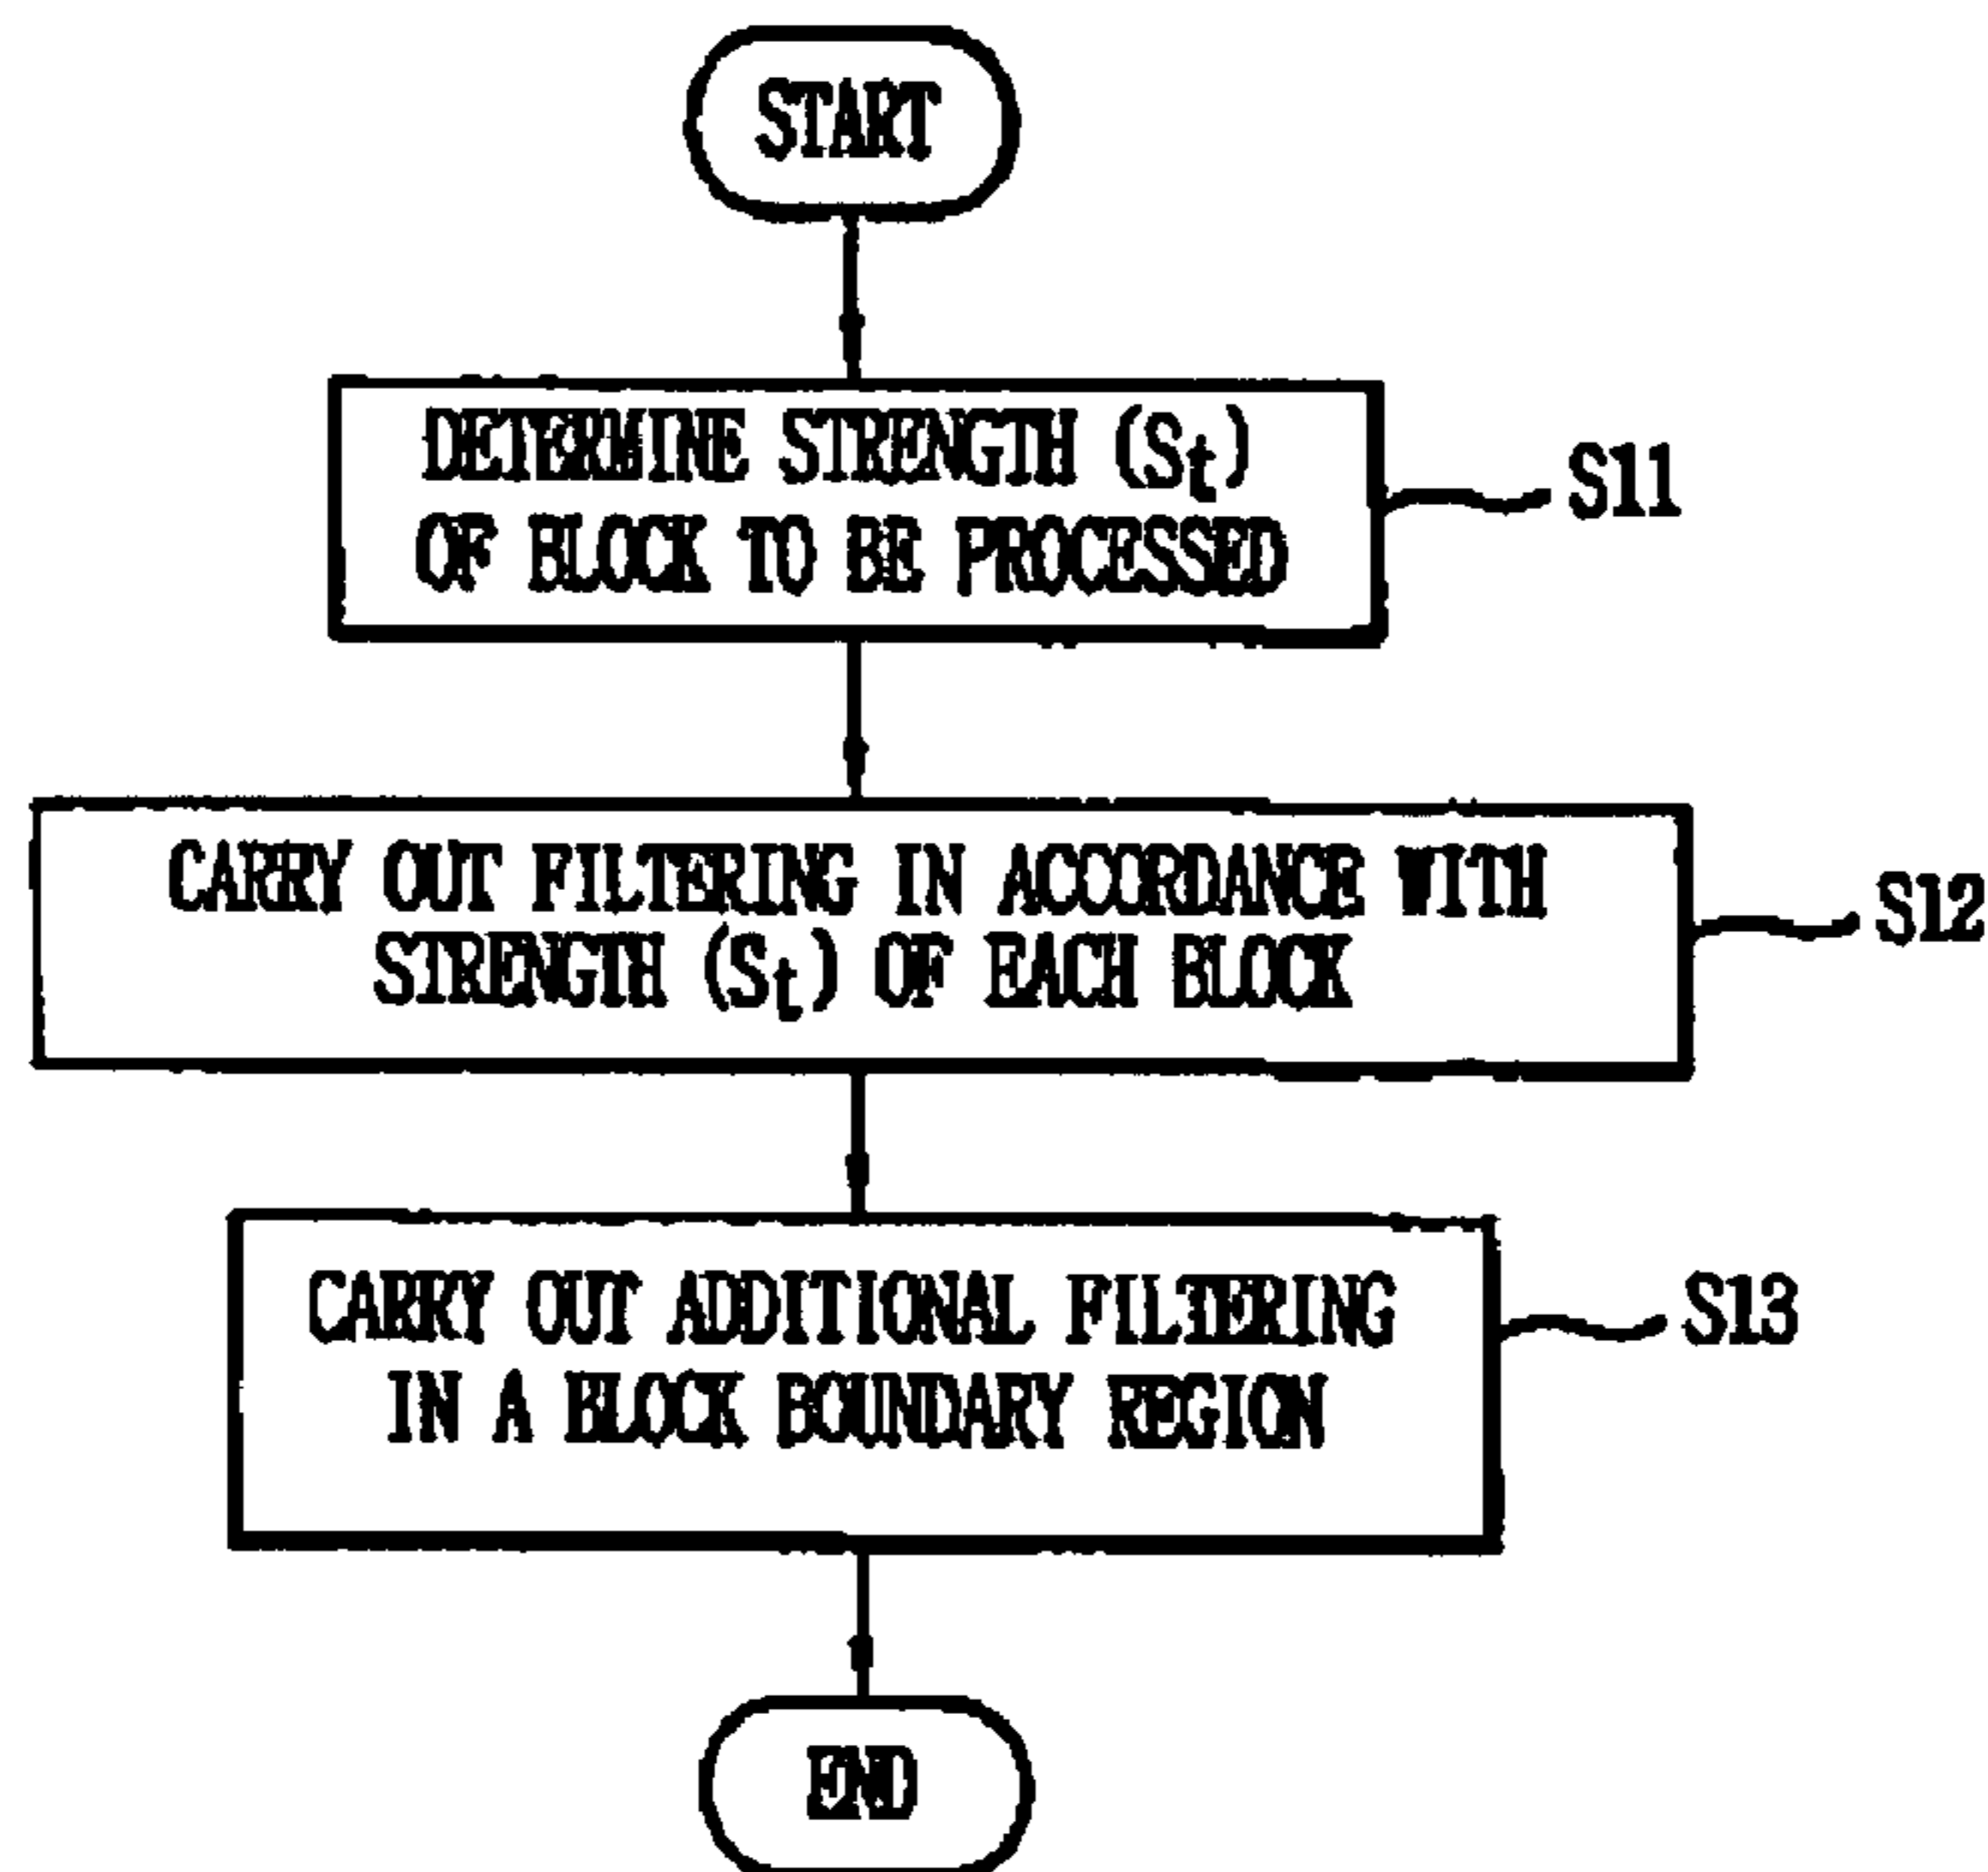 START
DETERMINE STRENGTH (St)
OF BLOCK TO BE PROCESSED
S11
CARRY OUT FILTERING IN ACCORDANCE WITH
STRENGTH (St) OF EACH BLOCK
S12
CARRY OUT ADDITIONAL FILTERING
IN A BLOCK BOUNDARY REGION
S13
END